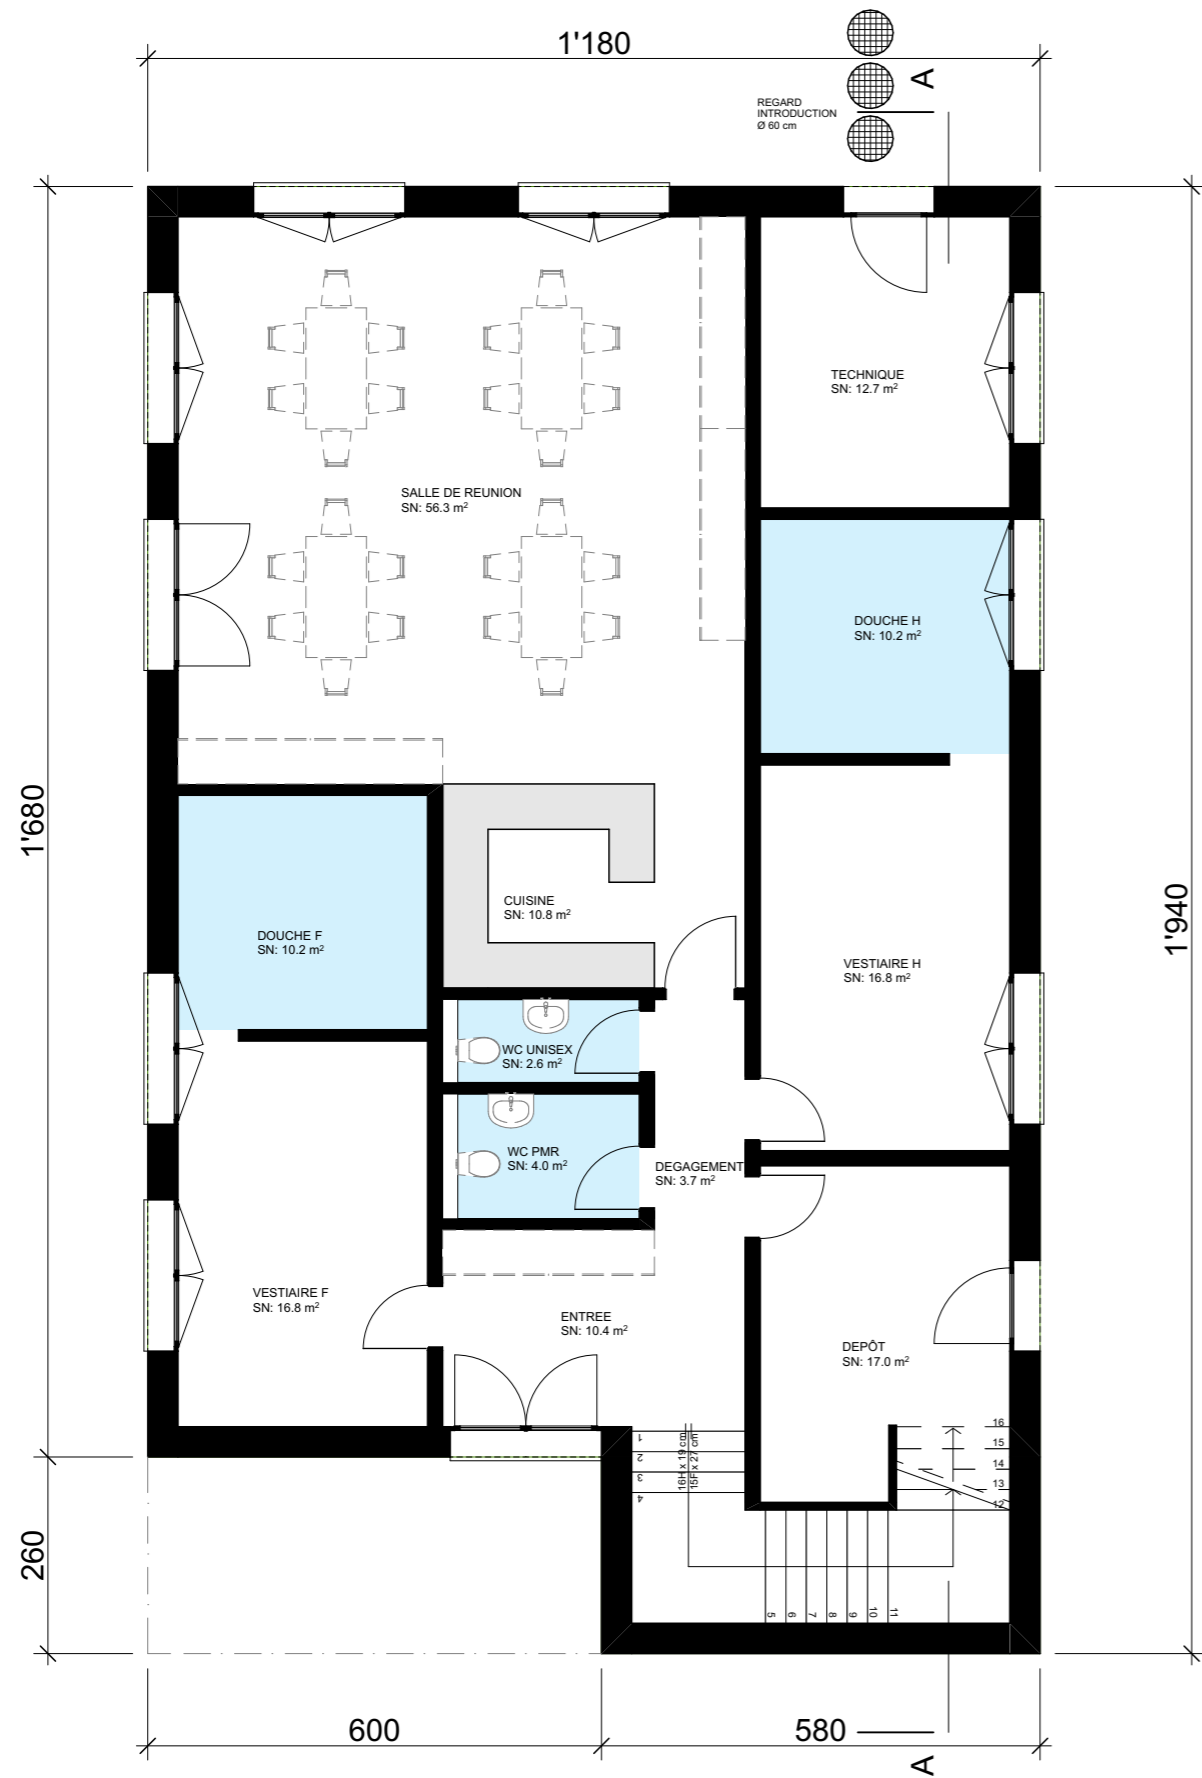 1'180
A
REGARD
INTRODUCTION
Ø 60 cm
TECHNIQUE
SN: 12.7 m²
SALLE DE REUNION
SN: 56.3 m²
DOUCHE H
SN: 10.2 m²
1'680
1'940
CUISINE
SN: 10.8 m²
DOUCHE F
SN: 10.2 m²
VESTIAIRE H
SN: 16.8 m²
WC UNISEX
SN: 2.6 m²
WC PMR
SN: 4.0 m²
DEGAGEMENT
SN: 3.7 m²
VESTIAIRE F
SN: 16.8 m²
ENTREE
SN: 10.4 m²
DEPÔT
SN: 17.0 m²
16
15
14
13
12
1
2
3
4
16H x 19 cm
15F x 27 cm
260
5
6
7
8
9
10
11
600
580
A